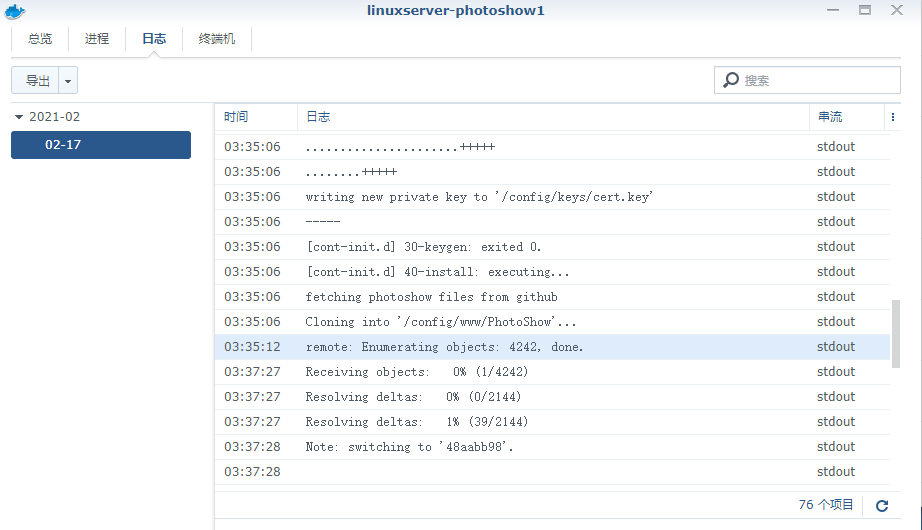 linuxserver-photoshow1
总览 进程 日志 终端机
导出 搜索
2021-02
02-17
时间 日志 串流
03:35:06 ......................+++++ stdout
03:35:06 ........+++++ stdout
03:35:06 writing new private key to '/config/keys/cert.key' stdout
03:35:06 ----- stdout
03:35:06 [cont-init.d] 30-keygen: exited 0. stdout
03:35:06 [cont-init.d] 40-install: executing... stdout
03:35:06 fetching photoshow files from github stdout
03:35:06 Cloning into '/config/www/PhotoShow'... stdout
03:35:12 remote: Enumerating objects: 4242, done. stdout
03:37:27 Receiving objects:   0% (1/4242) stdout
03:37:27 Resolving deltas:   0% (0/2144) stdout
03:37:27 Resolving deltas:   1% (39/2144) stdout
03:37:28 Note: switching to '48aabb98'. stdout
03:37:28 stdout
76 个项目